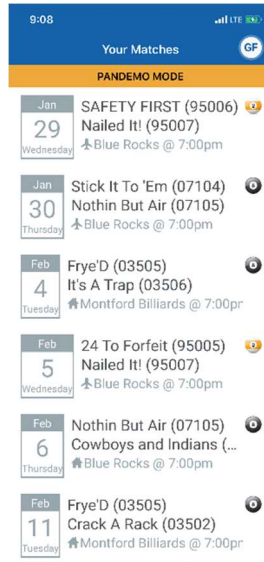 9:08
LTE
Your Matches
GF
PANDEMO MODE
Jan
29
Wednesday
SAFETY FIRST (95006)
Nailed It! (95007)
Blue Rocks @ 7:00pm
Jan
30
Thursday
Stick It To 'Em (07104)
Nothin But Air (07105)
Blue Rocks @ 7:00pm
Feb
4
Tuesday
Frye'D (03505)
It's A Trap (03506)
Montford Billiards @ 7:00pr
Feb
5
Wednesday
24 To Forfeit (95005)
Nailed It! (95007)
Blue Rocks @ 7:00pm
Feb
6
Thursday
Nothin But Air (07105)
Cowboys and Indians (...
Blue Rocks @ 7:00pm
Feb
11
Tuesday
Frye'D (03505)
Crack A Rack (03502)
Montford Billiards @ 7:00pr